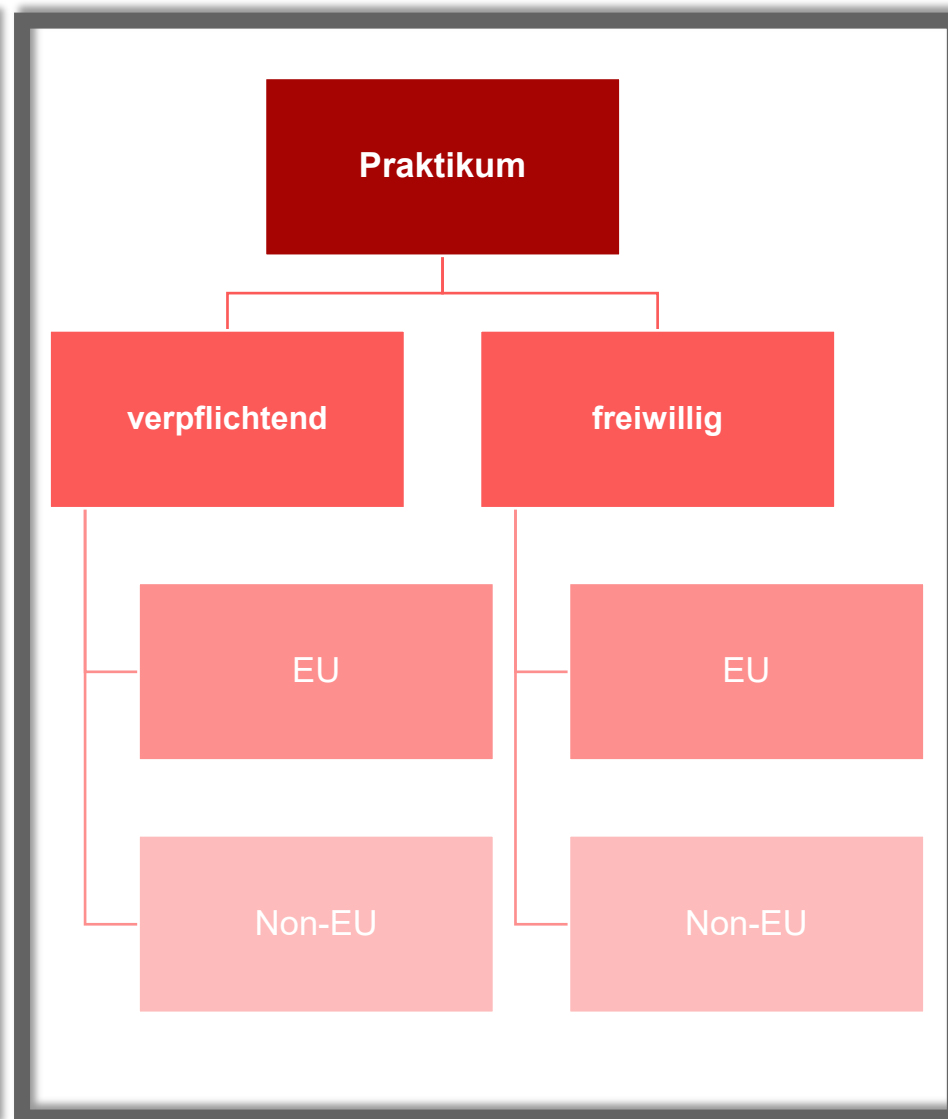 Praktikum
verpflichtend
freiwillig
EU
EU
Non-EU
Non-EU